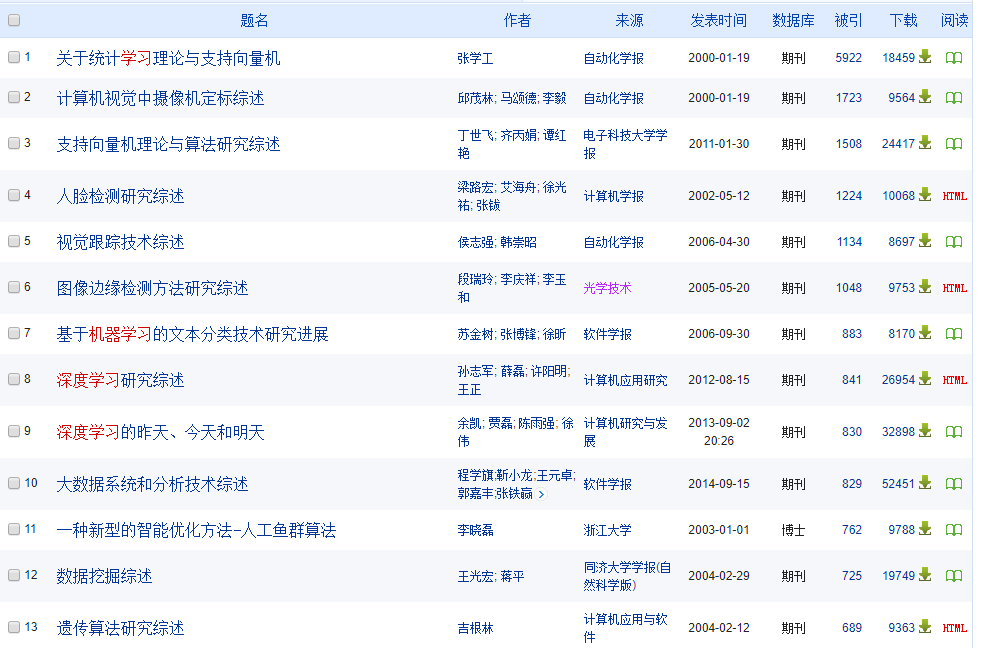 题名 作者 来源 发表时间 数据库 被引 下载 阅读
1 关于统计学习理论与支持向量机 张学工 自动化学报 2000-01-19 期刊 5922 18459
2 计算机视觉中摄像机定标综述 邱茂林; 马颂德; 李毅 自动化学报 2000-01-19 期刊 1723 9564
3 支持向量机理论与算法研究综述 丁世飞; 齐丙娟; 谭红艳 电子科技大学学报 2011-01-30 期刊 1508 24417
4 人脸检测研究综述 梁路宏; 艾海舟; 徐光祐; 张钹 计算机学报 2002-05-12 期刊 1224 10068 HTML
5 视觉跟踪技术综述 侯志强; 韩崇昭 自动化学报 2006-04-30 期刊 1134 8697
6 图像边缘检测方法研究综述 段瑞玲; 李庆祥; 李玉和 光学技术 2005-05-20 期刊 1048 9753 HTML
7 基于机器学习的文本分类技术研究进展 苏金树; 张博锋; 徐昕 软件学报 2006-09-30 期刊 883 8170
8 深度学习研究综述 孙志军; 薛磊; 许阳明; 王正 计算机应用研究 2012-08-15 期刊 841 26954 HTML
9 深度学习的昨天、今天和明天 余凯; 贾磊; 陈雨强; 徐伟 计算机研究与发展 2013-09-02 20:26 期刊 830 32898
10 大数据系统和分析技术综述 程学旗;靳小龙;王元卓;郭嘉丰;张铁赢 软件学报 2014-09-15 期刊 829 52451
11 一种新型的智能优化方法-人工鱼群算法 李晓磊 浙江大学 2003-01-01 博士 762 9788
12 数据挖掘综述 王光宏; 蒋平 同济大学学报(自然科学版) 2004-02-29 期刊 725 19749
13 遗传算法研究综述 吉根林 计算机应用与软件 2004-02-12 期刊 689 9363 HTML